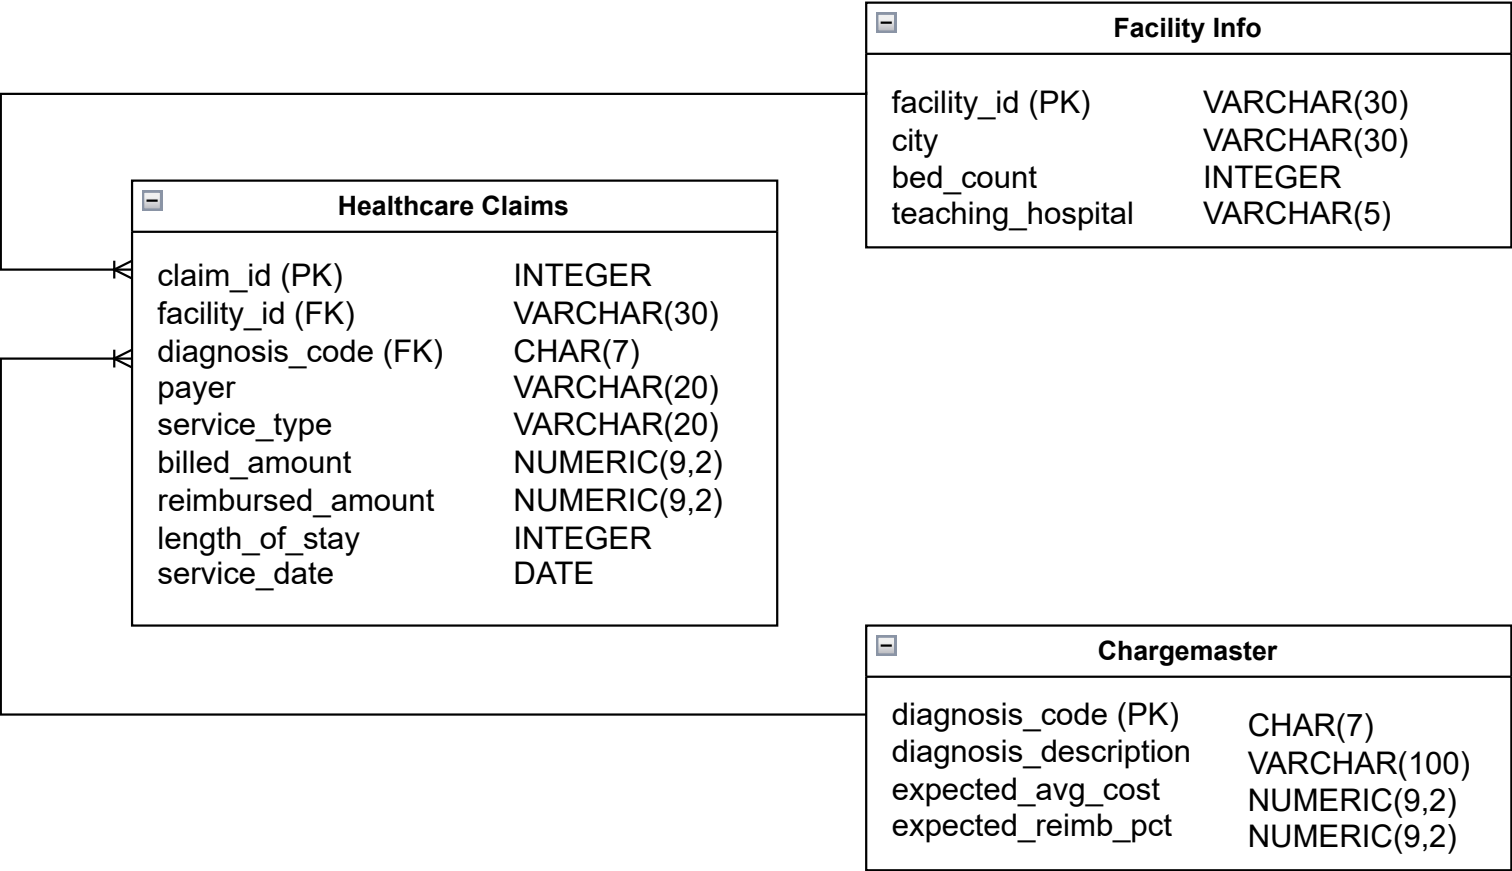 Facility Info
facility_id (PK) VARCHAR(30)
city VARCHAR(30)
bed_count INTEGER
teaching_hospital VARCHAR(5)
Healthcare Claims
claim_id (PK) INTEGER
facility_id (FK) VARCHAR(30)
diagnosis_code (FK) CHAR(7)
payer VARCHAR(20)
service_type VARCHAR(20)
billed_amount NUMERIC(9,2)
reimbursed_amount NUMERIC(9,2)
length_of_stay INTEGER
service_date DATE
Chargemaster
diagnosis_code (PK) CHAR(7)
diagnosis_description VARCHAR(100)
expected_avg_cost NUMERIC(9,2)
expected_reimb_pct NUMERIC(9,2)